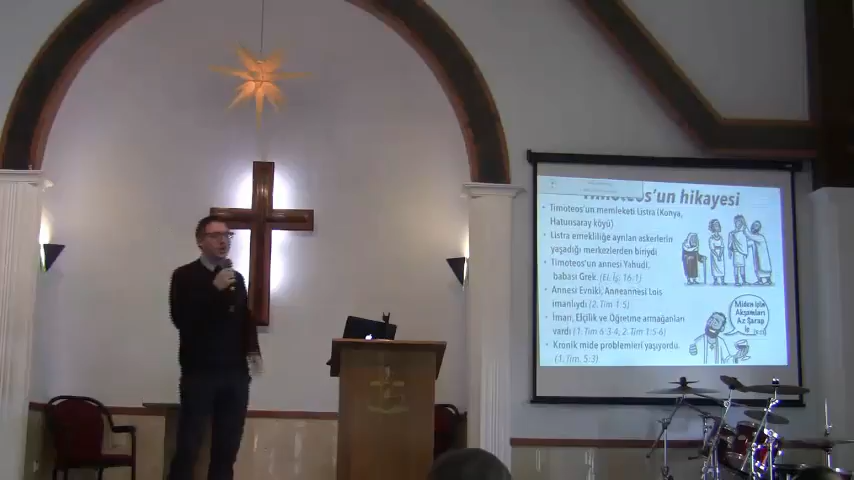 Timoteos'un hikayesi
• Timoteos'un memleketi Listra (Konya,
Hatunsaray köyü)
• Listra emekliliğe ayrılan askerlerin
yaşadığı merkezlerden biriydi
• Timoteos'un annesi Yahudi,
babası Grek. (El. İş. 16:1)
• Annesi Evniki, Anneannesi Lois
imanlıydı (2. Tim 1:5)
• İman, Elçilik ve Öğretme armağanları
vardı (1. Tim 6:3-4, 2. Tim 1:5-6)
• Kronik mide problemleri yaşıyordu.
(1. Tim. 5:3)
Miden için
Akşamları
Az Şarap
İç